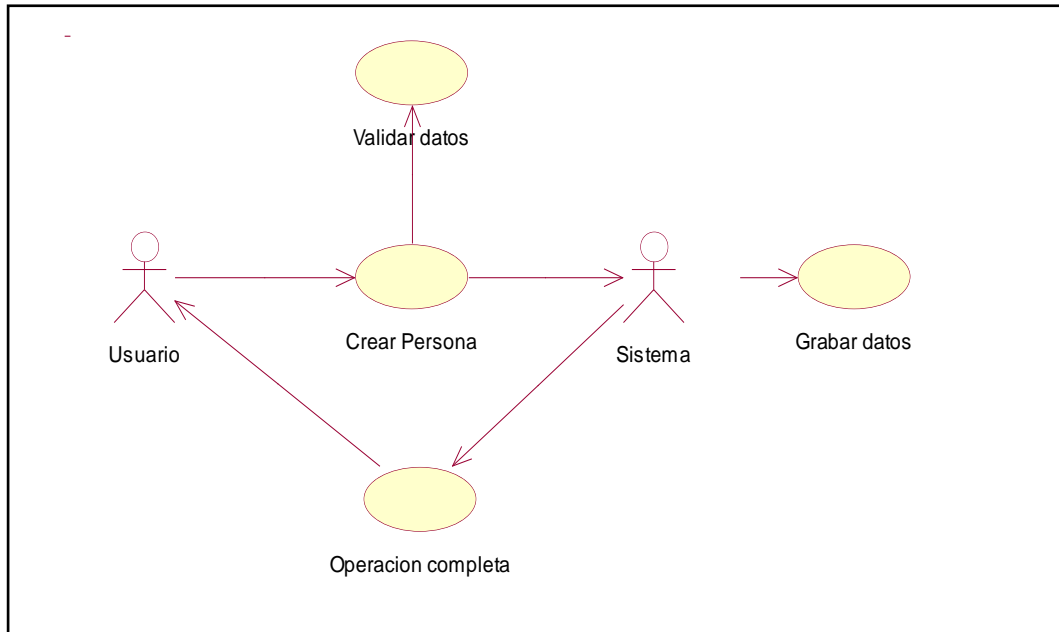 Validar datos
Usuario
Crear Persona
Sistema
Grabar datos
Operacion completa